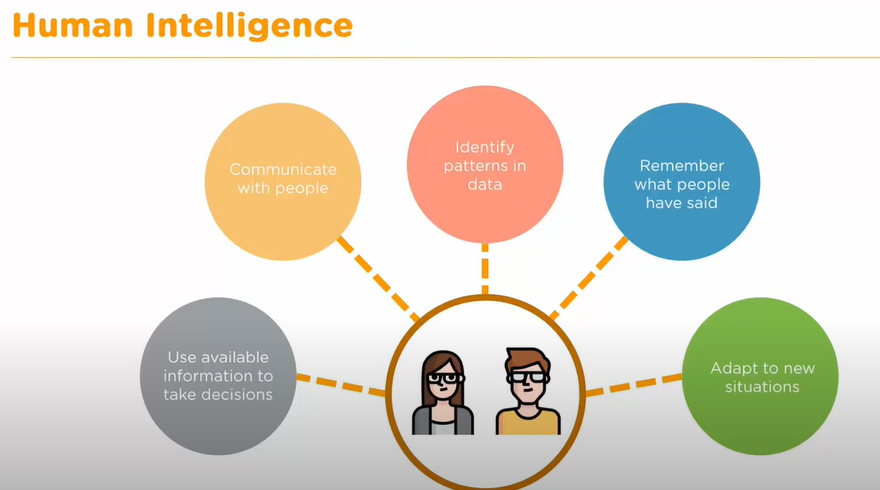 Human Intelligence
Communicate
with people
Identify
patterns in
data
Remember
what people
have said
Use available
information to
take decisions
Adapt to new
situations